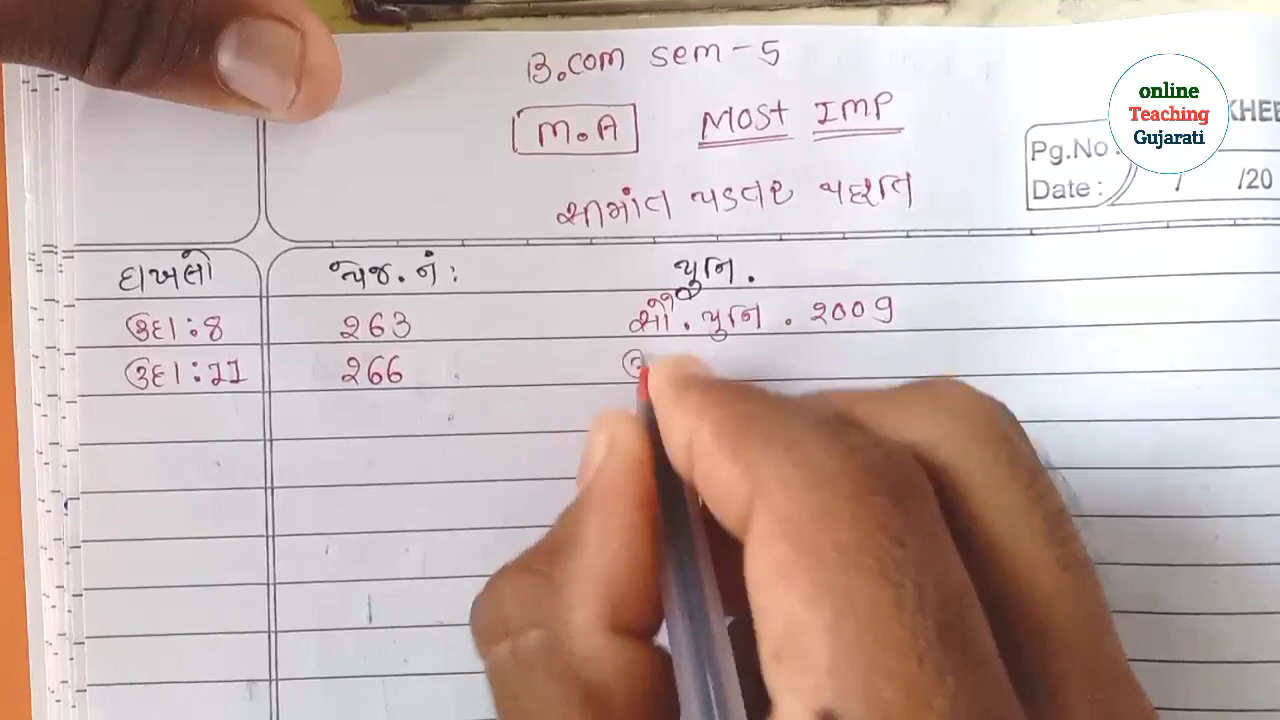 B.com sem-5
M.A MOST IMP
સામાંત પડતર પદ્ધતિ
online
Teaching
Gujarati
Pg.No:
Date: / /20
દાખલો પેજ.નં: યુનિ.
ઉદા:8 263 સૌ. યુનિ. 2009
ઉદા:11 266